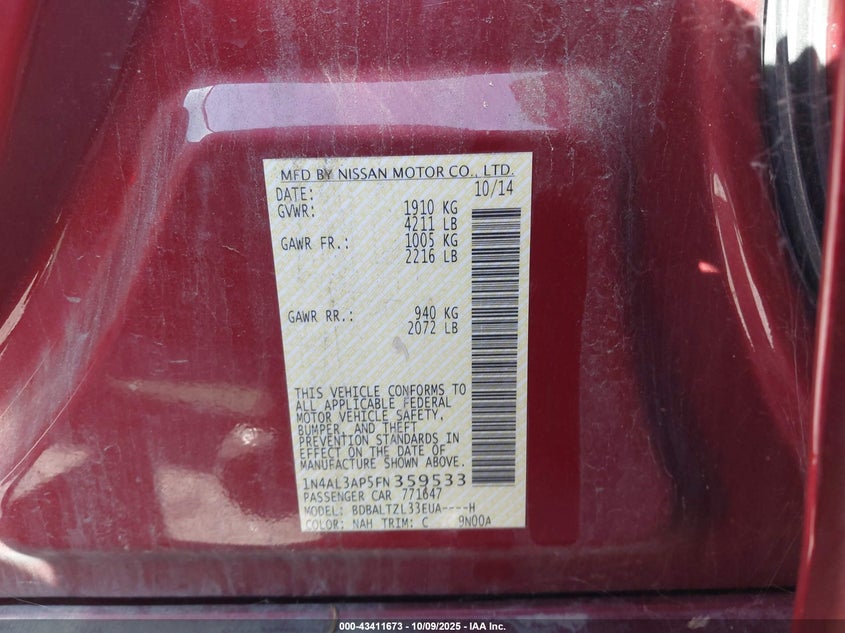 MFD BY NISSAN MOTOR CO., LTD.
DATE: 10/14
GVWR: 1910 KG
4211 LB
GAWR FR.: 1005 KG
2216 LB
GAWR RR.: 940 KG
2072 LB
THIS VEHICLE CONFORMS TO
ALL APPLICABLE FEDERAL
MOTOR VEHICLE SAFETY,
BUMPER, AND THEFT
PREVENTION STANDARDS IN
EFFECT ON THE DATE OF
MANUFACTURE SHOWN ABOVE.
1N4AL3AP5FN359533
PASSENGER CAR 771647
MODEL: BDBALTZL33EUA----H
COLOR: NAH TRIM: C 9N00A
000-43411673 - 10/09/2025 - IAA Inc.